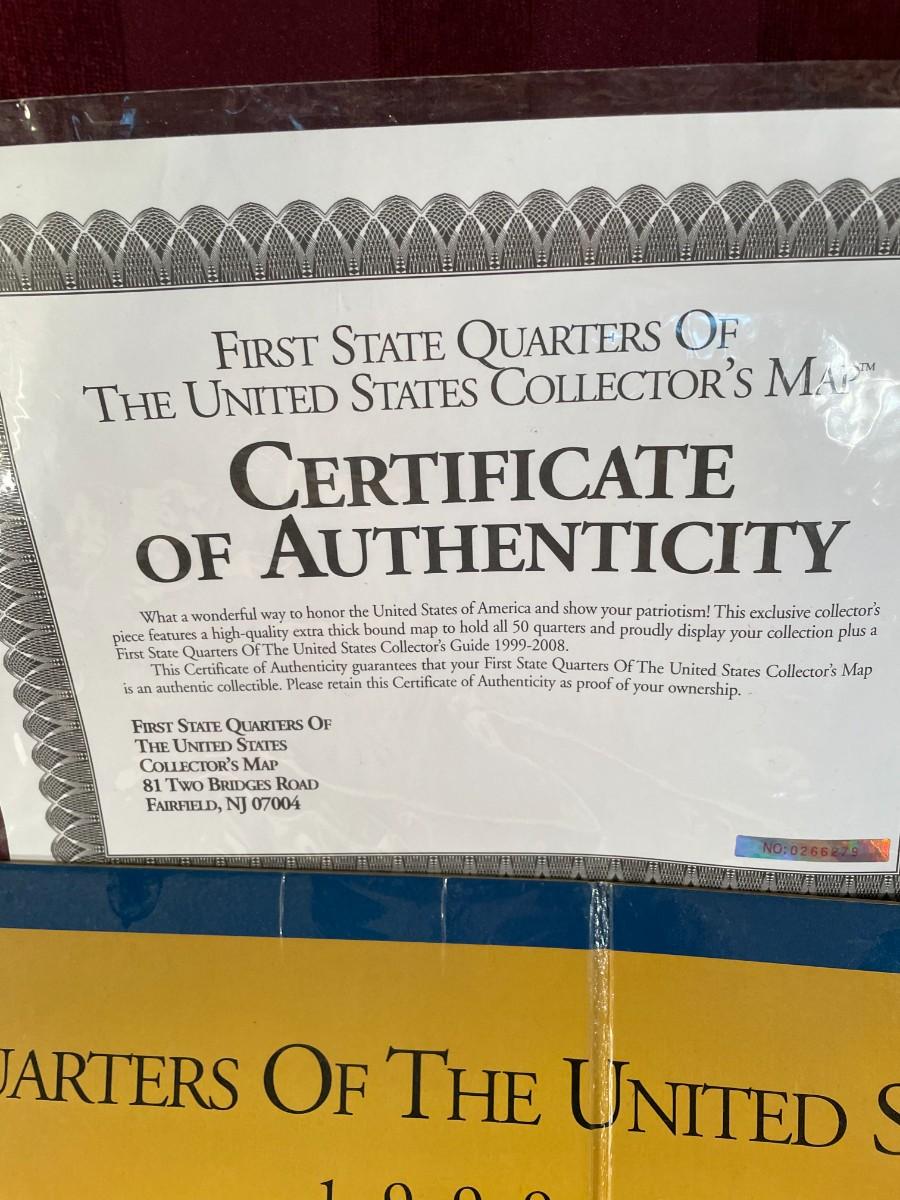 First State Quarters Of
The United States Collector's Map™
Certificate
of Authenticity
What a wonderful way to honor the United States of America and show your patriotism! This exclusive collector's
piece features a high-quality extra thick bound map to hold all 50 quarters and proudly display your collection plus a
First State Quarters Of The United States Collector's Guide 1999-2008.
This Certificate of Authenticity guarantees that your First State Quarters Of The United States Collector's Map
is an authentic collectible. Please retain this Certificate of Authenticity as proof of your ownership.
First State Quarters Of
The United States
Collector's Map
81 Two Bridges Road
Fairfield, NJ 07004
NO:0266279
uarters Of The United S
1999